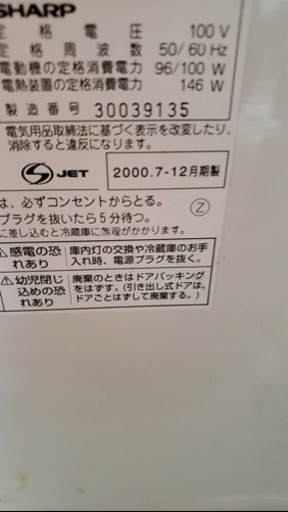 SHARP
定格電圧 100V
定格周波数 50/60Hz
電動機の定格消費電力 96/100W
電熱装置の定格消費電力 146W
製造番号 30039135
電気用品取締法に基づく表示を改変したり、
消除すると違反になります。
S JET 2000.7-12月期製
は、必ずコンセントからとる。
プラグを抜いたら5分待つ。
に差し込むと冷蔵庫に無理がかかります。
Z
⚠感電の恐れあり 庫内灯の交換や冷蔵庫のお手
入れ時、電源プラグを抜く。
⚠幼児閉じ込めの恐れあり 廃棄のときはドアパッキング
をはずす。(引き出し式ドアは、
ドアごとはずして廃棄する。)